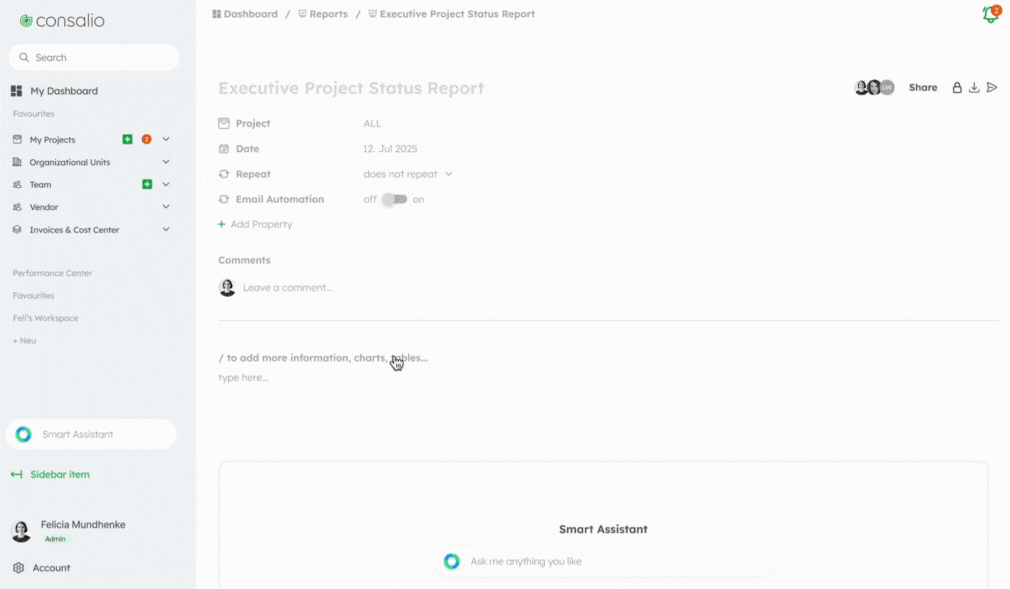 consalio
Dashboard / Reports / Executive Project Status Report
2
Search
My Dashboard
Favourites
My Projects
Organizational Units
Team
Vendor
Invoices & Cost Center
Performance Center
Favourites
Feli's Workspace
+ Neu
Smart Assistant
Sidebar item
Felicia Mundhenke
Admin
Account
Executive Project Status Report
LW
Share
Project ALL
Date 12. Jul 2025
Repeat does not repeat
Email Automation off on
+ Add Property
Comments
Leave a comment...
/ to add more information, charts, tables...
type here...
Smart Assistant
Ask me anything you like